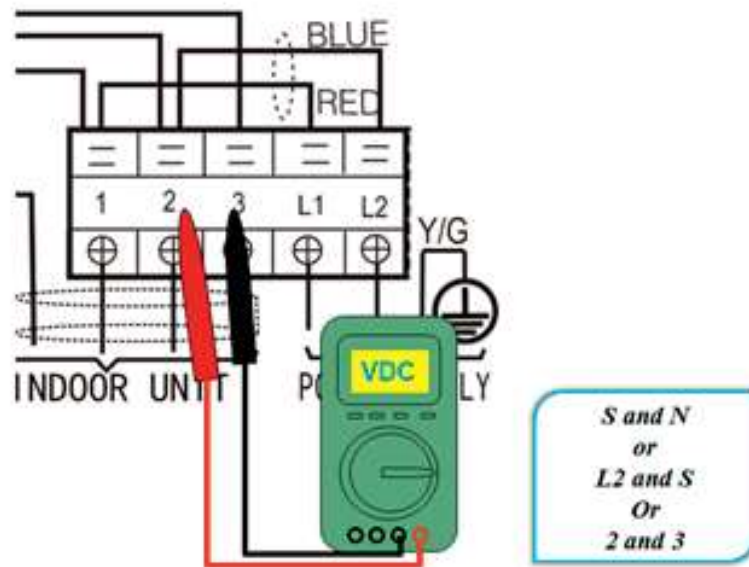 BLUE
RED
1 2 3 L1 L2
Y/G
VDC
INDOOR UNIT
S and N
or
L2 and S
Or
2 and 3